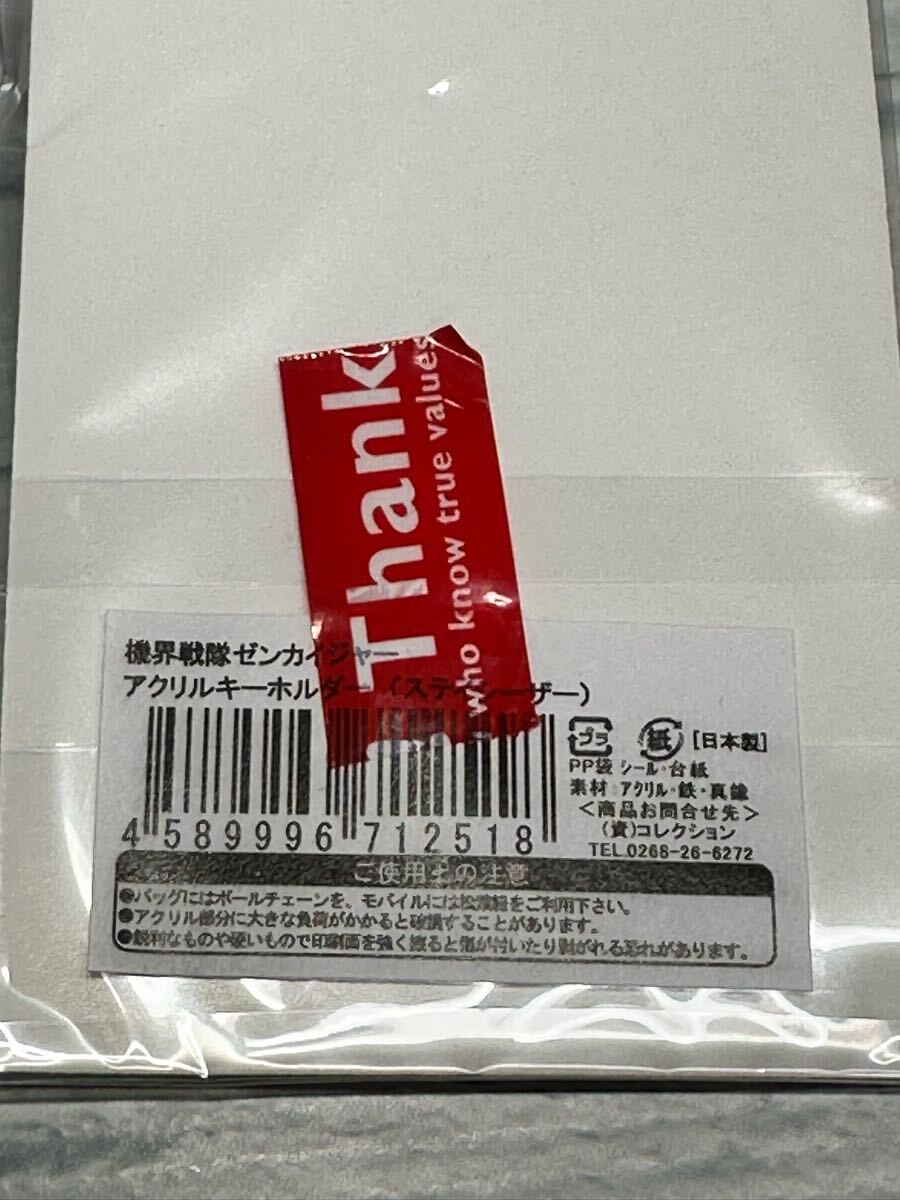 Thank
who know true values
機界戦隊ゼンカイジャー
アクリルキーホルダー（ステイシーザー）
4 589996 712518
プラ 紙 [日本製]
PP袋 シール・台紙
素材 アクリル・鉄・真鍮
＜商品お問合せ先＞
(資)コレクション
TEL.0268-26-6272
ご使用上の注意
●バッグにはボールチェーンを、モバイルには松葉紐をご利用下さい。
●アクリル部分に大きな負荷がかかると破損することがあります。
●鋭利なものや硬いもので印刷面を強く擦ると傷が付いたり剥がれる恐れがあります。